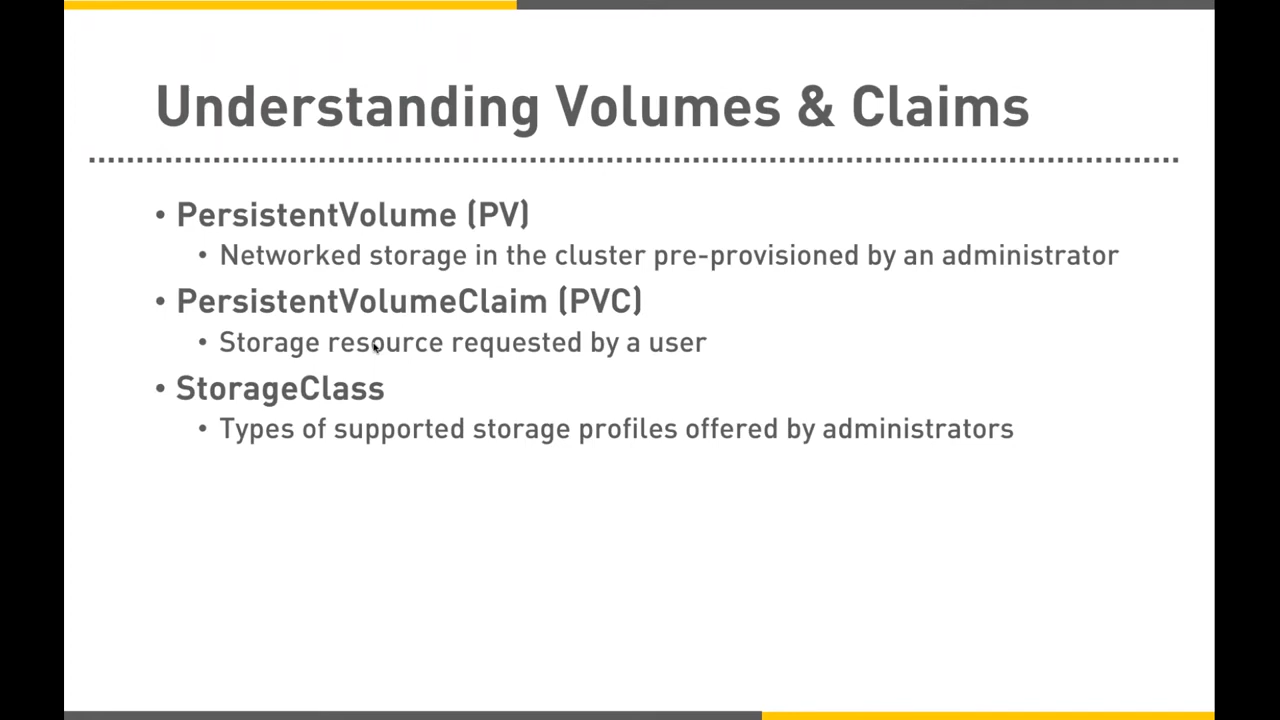 Understanding Volumes & Claims
• PersistentVolume (PV)
• Networked storage in the cluster pre-provisioned by an administrator
• PersistentVolumeClaim (PVC)
• Storage resource requested by a user
• StorageClass
• Types of supported storage profiles offered by administrators